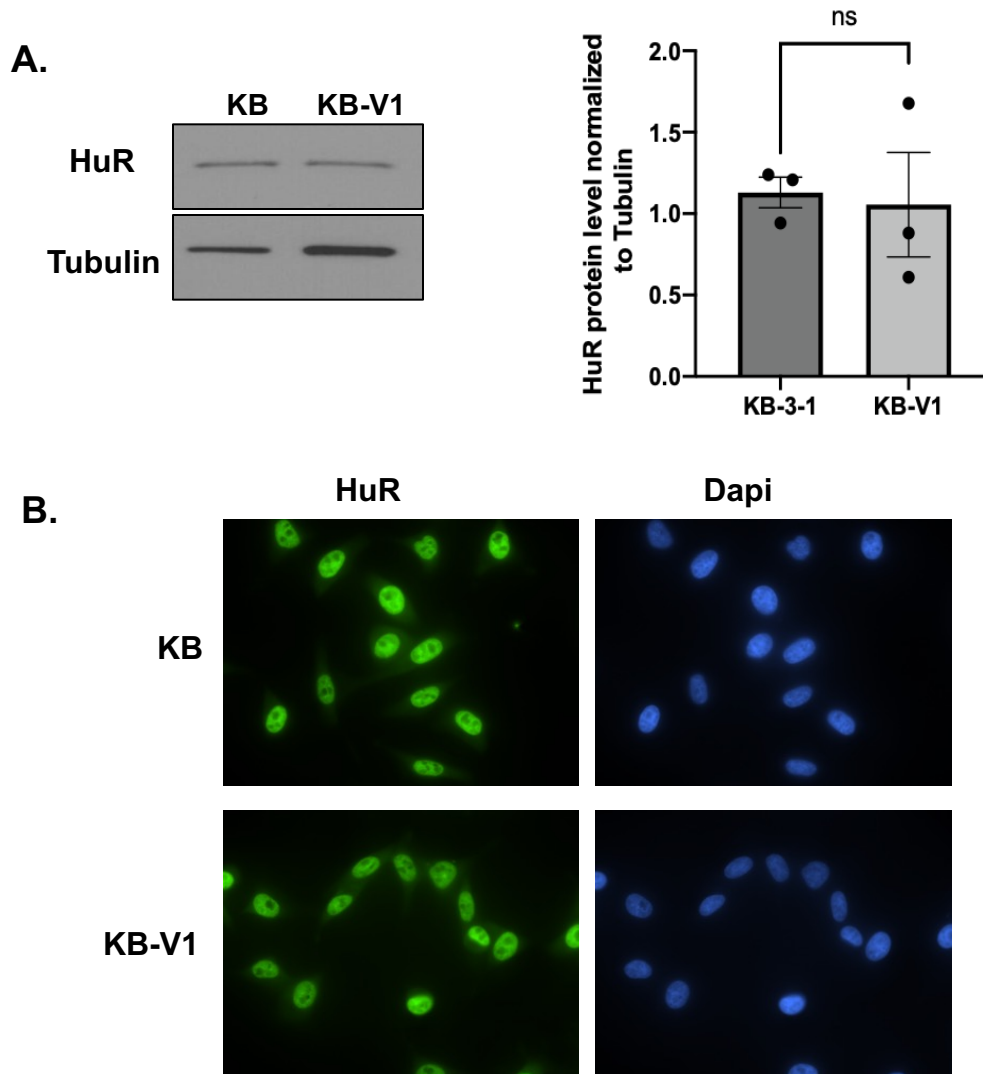 A.
KB KB-V1
HuR
Tubulin
ns
HuR protein level normalized
to Tubulin
2.0
1.5
1.0
0.5
0.0
KB-3-1 KB-V1
B.
HuR Dapi
KB
KB-V1